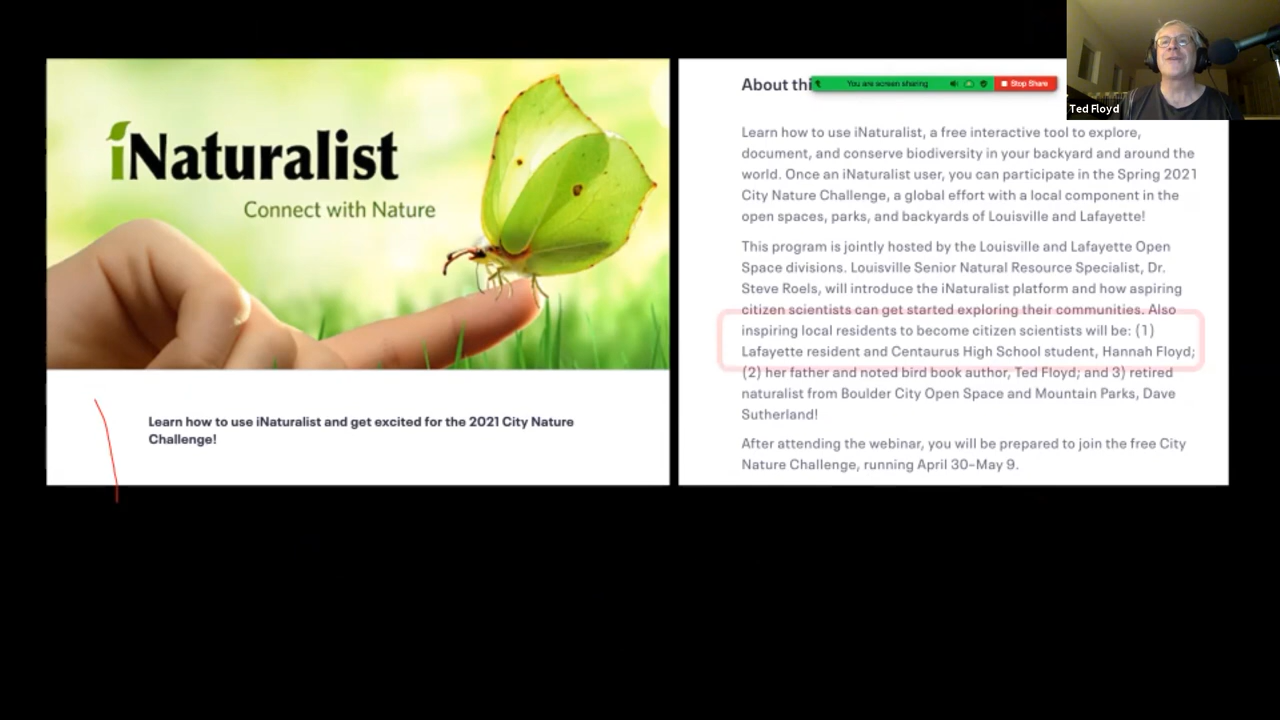 iNaturalist
Connect with Nature
Learn how to use iNaturalist and get excited for the 2021 City Nature
Challenge!
About thi
You are screen sharing
Stop Share
Ted Floyd
Learn how to use iNaturalist, a free interactive tool to explore,
document, and conserve biodiversity in your backyard and around the
world. Once an iNaturalist user, you can participate in the Spring 2021
City Nature Challenge, a global effort with a local component in the
open spaces, parks, and backyards of Louisville and Lafayette!
This program is jointly hosted by the Louisville and Lafayette Open
Space divisions. Louisville Senior Natural Resource Specialist, Dr.
Steve Roels, will introduce the iNaturalist platform and how aspiring
citizen scientists can get started exploring their communities. Also
inspiring local residents to become citizen scientists will be: (1)
Lafayette resident and Centaurus High School student, Hannah Floyd;
(2) her father and noted bird book author, Ted Floyd; and 3) retired
naturalist from Boulder City Open Space and Mountain Parks, Dave
Sutherland!
After attending the webinar, you will be prepared to join the free City
Nature Challenge, running April 30–May 9.